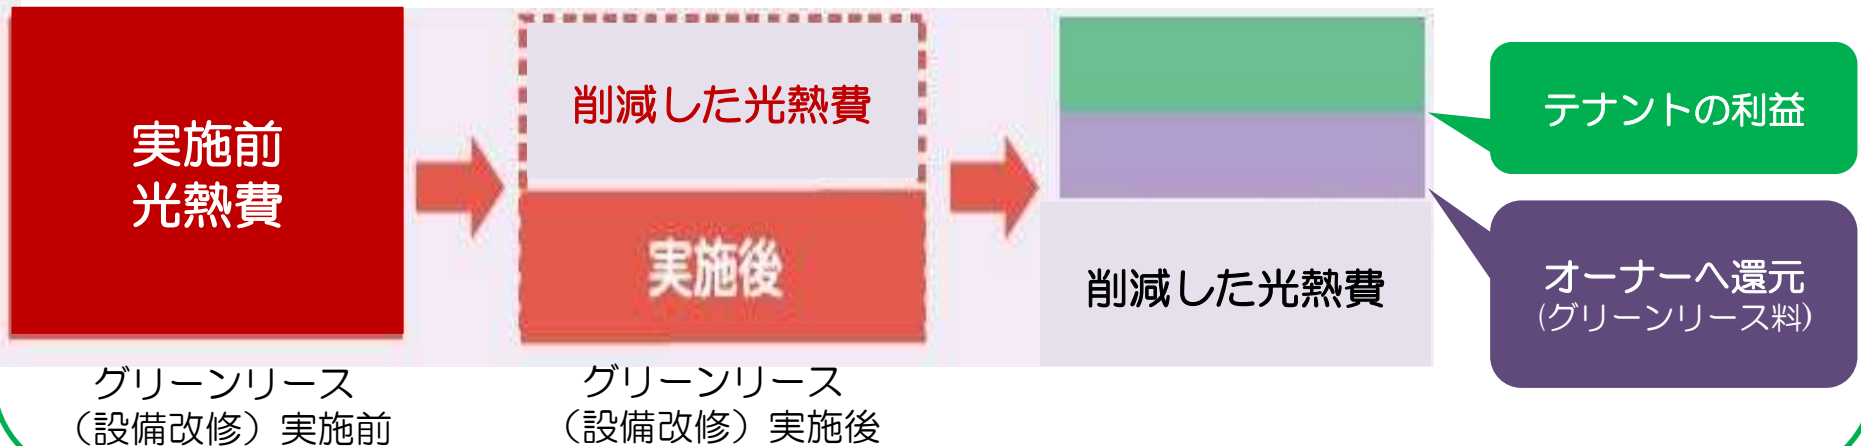 実施前
光熱費
削減した光熱費
実施後
削減した光熱費
テナントの利益
オーナーへ還元
(グリーンリース料)
グリーンリース
（設備改修）実施前
グリーンリース
（設備改修）実施後